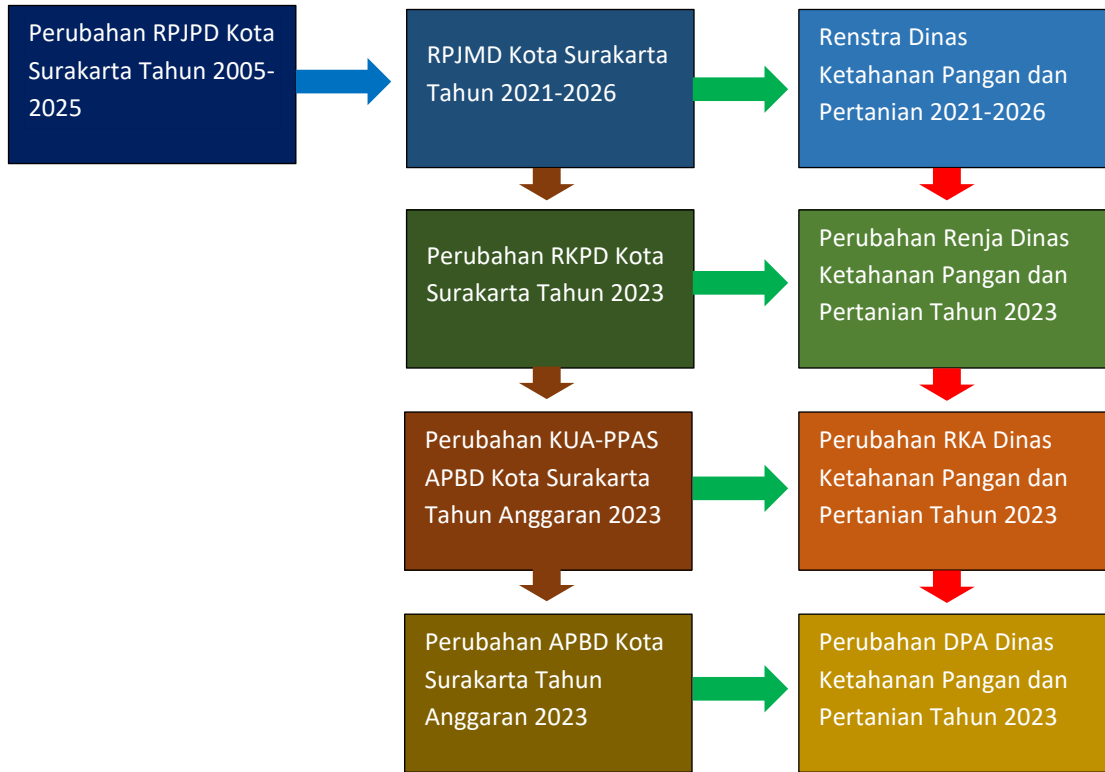 Perubahan RPJPD Kota
Surakarta Tahun 2005-
2025
RPJMD Kota Surakarta
Tahun 2021-2026
Renstra Dinas
Ketahanan Pangan dan
Pertanian 2021-2026
Perubahan RKPD Kota
Surakarta Tahun 2023
Perubahan Renja Dinas
Ketahanan Pangan dan
Pertanian Tahun 2023
Perubahan KUA-PPAS
APBD Kota Surakarta
Tahun Anggaran 2023
Perubahan RKA Dinas
Ketahanan Pangan dan
Pertanian Tahun 2023
Perubahan APBD Kota
Surakarta Tahun
Anggaran 2023
Perubahan DPA Dinas
Ketahanan Pangan dan
Pertanian Tahun 2023